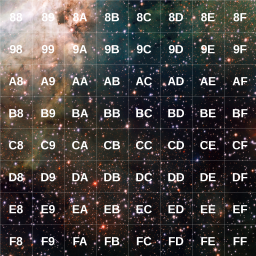 88 89 8A 8B 8C 8D 8E 8F
98 99 9A 9B 9C 9D 9E 9F
A8 A9 AA AB AC AD AE AF
B8 B9 BA BB BC BD BE BF
C8 C9 CA CB CC CD CE CF
D8 D9 DA DB DC DD DE DF
E8 E9 EA EB EC ED EE EF
F8 F9 FA FB FC FD FE FF